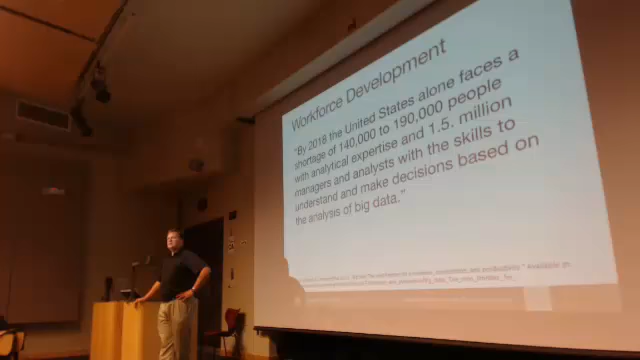 Workforce Development
"By 2018 the United States alone faces a
shortage of 140,000 to 190,000 people
with analytical expertise and 1.5. million
managers and analysts with the skills to
understand and make decisions based on
the analysis of big data."